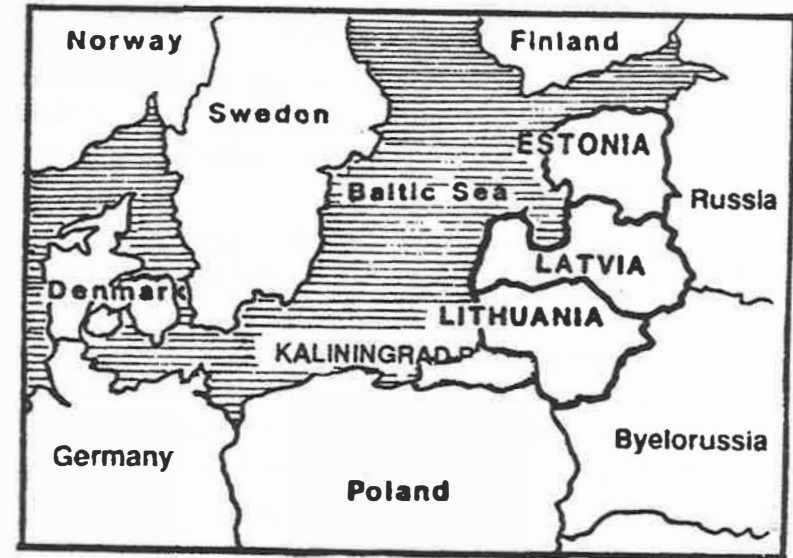 Norway
Finland
Swedon
ESTONIA
Baltic Sea
Russia
LATVIA
Denmark
LITHUANIA
KALININGRAD
Byelorussia
Germany
Poland